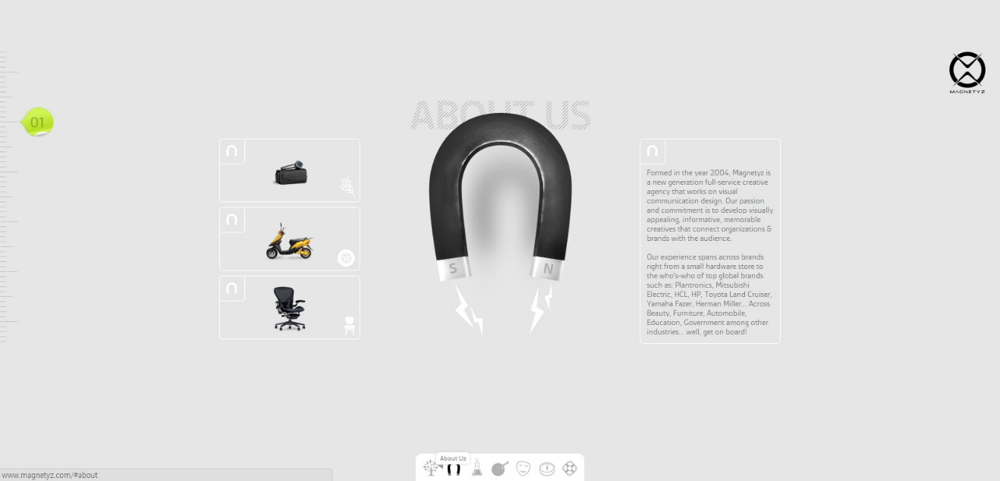 MAGNETYZ
ABOUT US
01
Formed in the year 2004, Magnetyz is
a new generation full-service creative
agency that works on visual
communication design. Our passion
and commitment is to develop visually
appealing, informative, memorable
creatives that connect organizations &
brands with the audience.
Our experience spans across brands
right from a small hardware store to
the who's-who of top global brands
such as: Plantronics, Mitsubishi
Electric, HCL, HP, Toyota Land Cruiser,
Yamaha Fazer, Herman Miller... Across
Beauty, Furniture, Automobile,
Education, Government among other
industries... well, get on board!
S N
About Us
www.magnetyz.com/#about